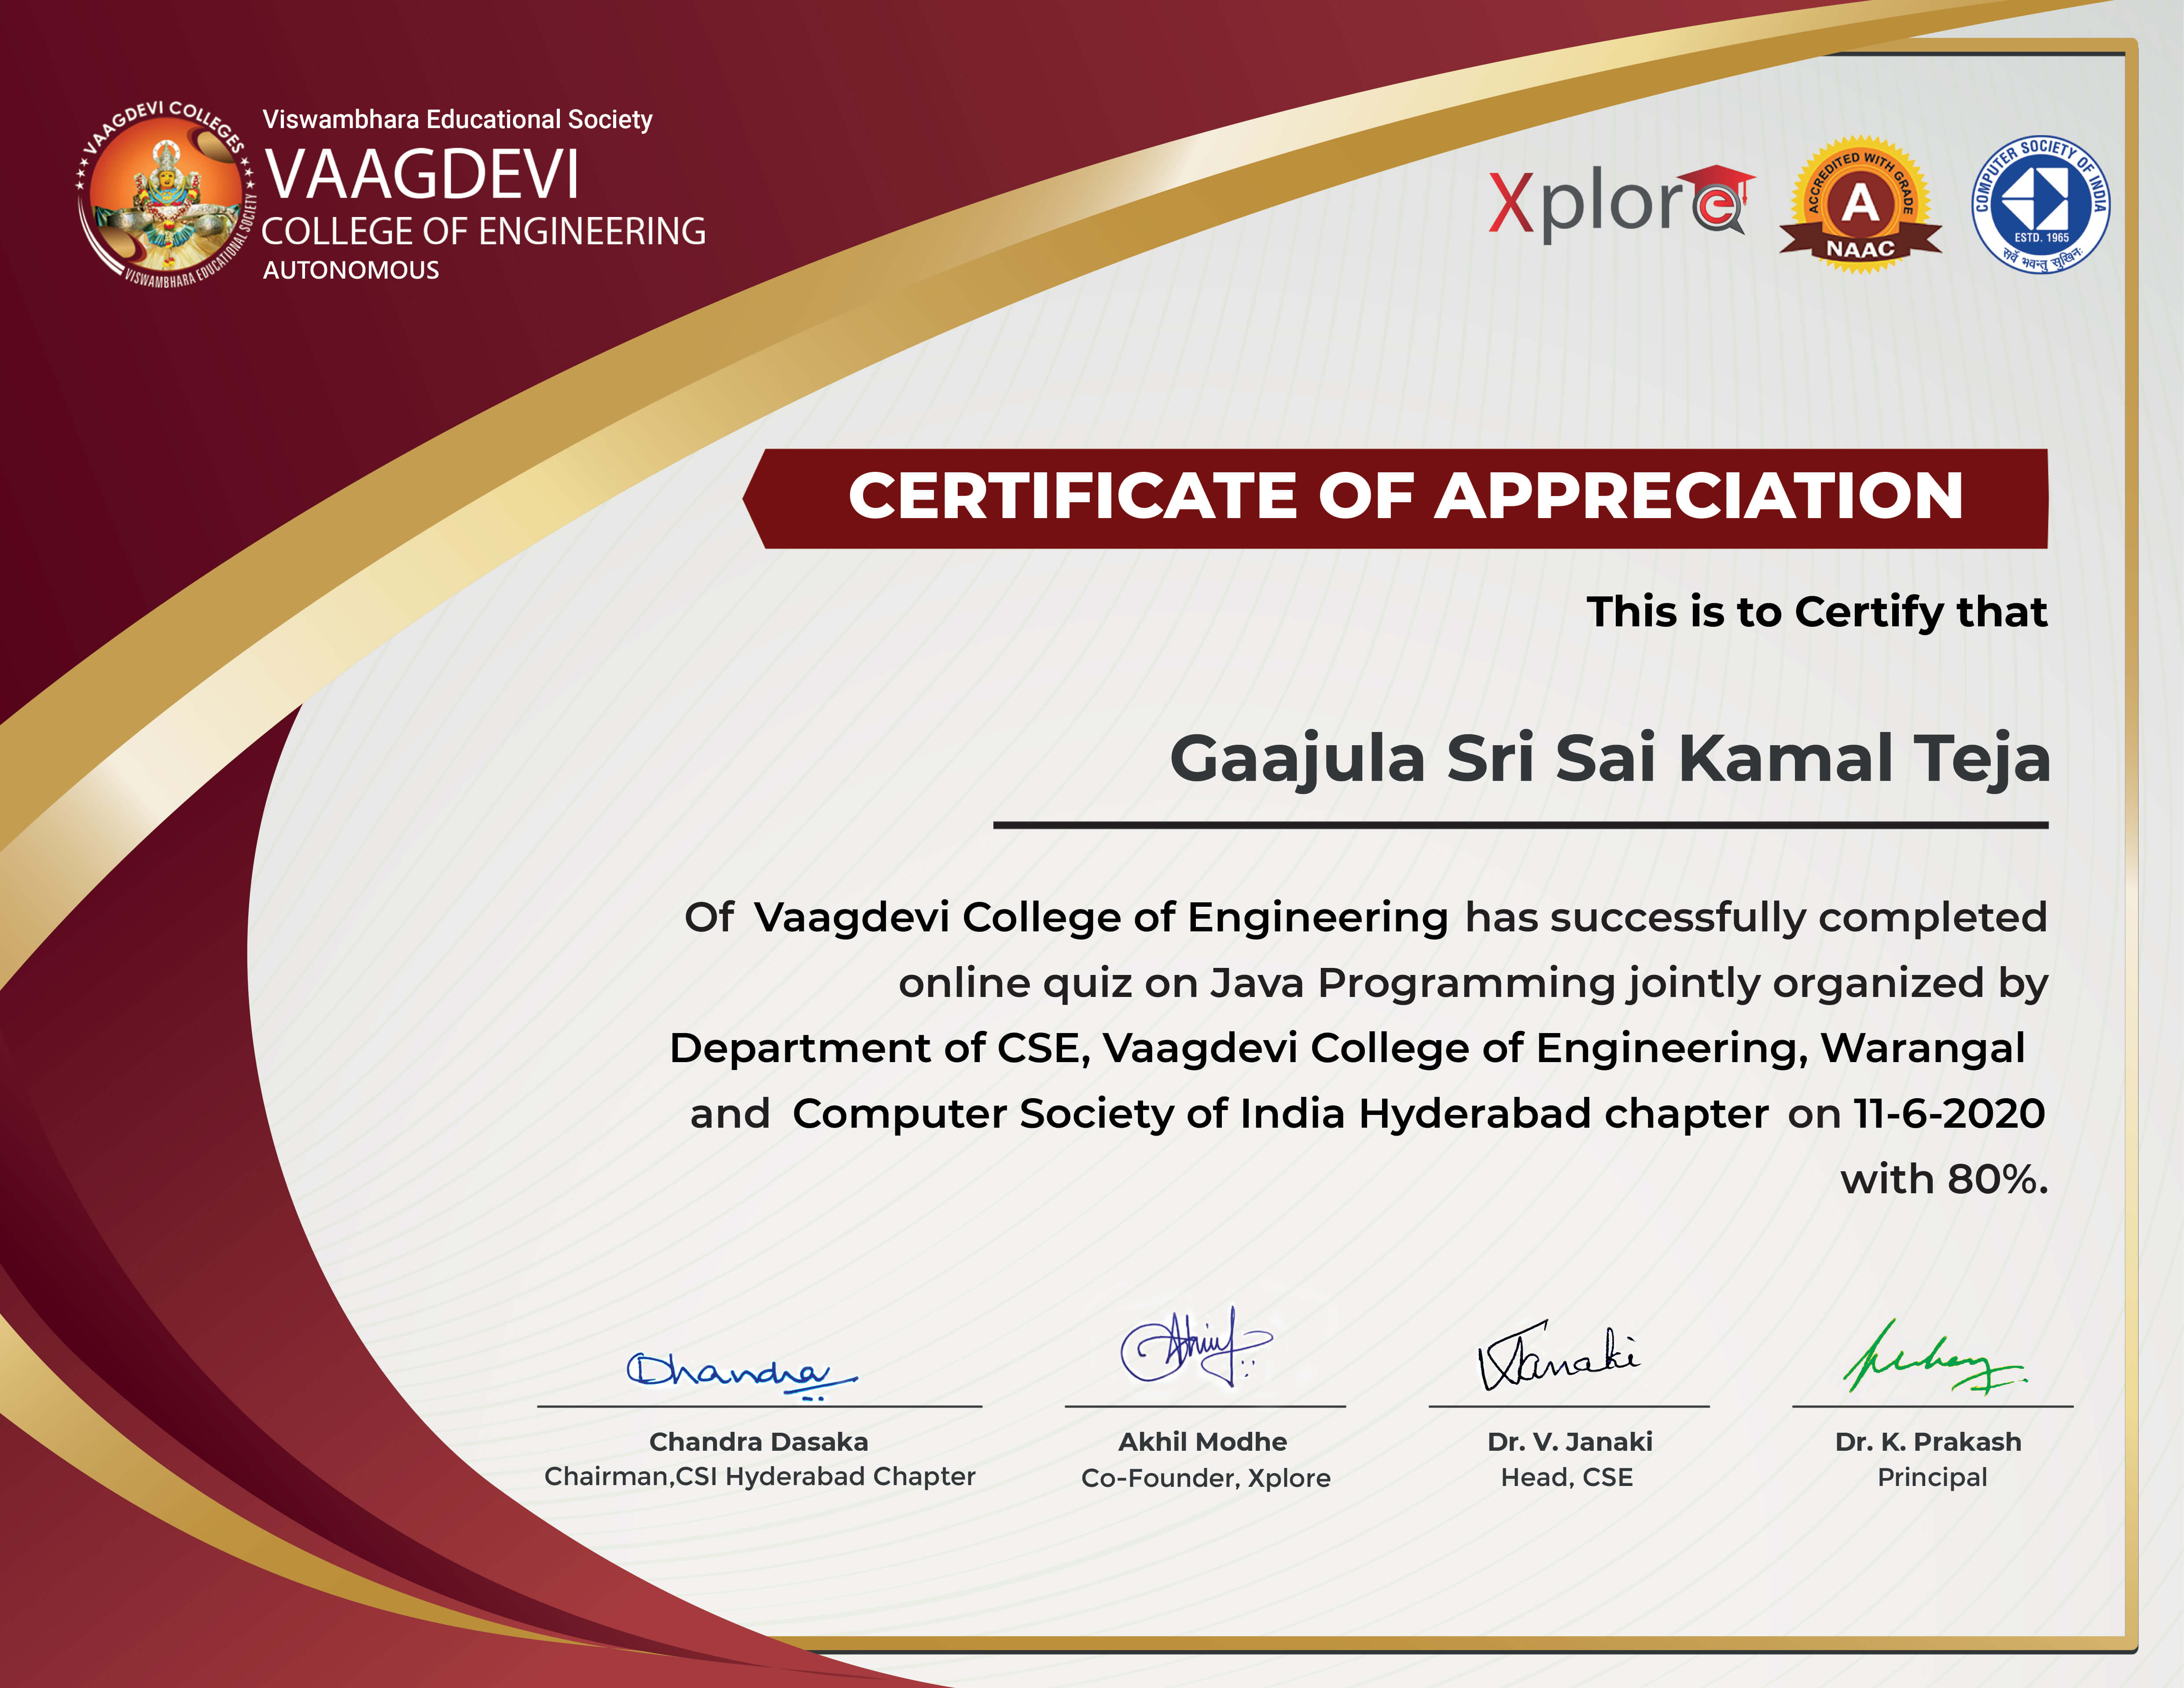 VAAGDEVI COLLEGES
VISWAMBHARA EDUCATIONAL SOCIETY
Viswambhara Educational Society
VAAGDEVI
COLLEGE OF ENGINEERING
AUTONOMOUS
Xplore
ACCREDITED WITH GRADE
A
NAAC
COMPUTER SOCIETY OF INDIA
ESTD. 1965
सर्वे भवन्तु सुखिनः
CERTIFICATE OF APPRECIATION
This is to Certify that
Gaajula Sri Sai Kamal Teja
Of Vaagdevi College of Engineering has successfully completed
online quiz on Java Programming jointly organized by
Department of CSE, Vaagdevi College of Engineering, Warangal
and Computer Society of India Hyderabad chapter on 11-6-2020
with 80%.
Chandra
Janaki
Chandra Dasaka
Chairman,CSI Hyderabad Chapter
Akhil Modhe
Co-Founder, Xplore
Dr. V. Janaki
Head, CSE
Dr. K. Prakash
Principal